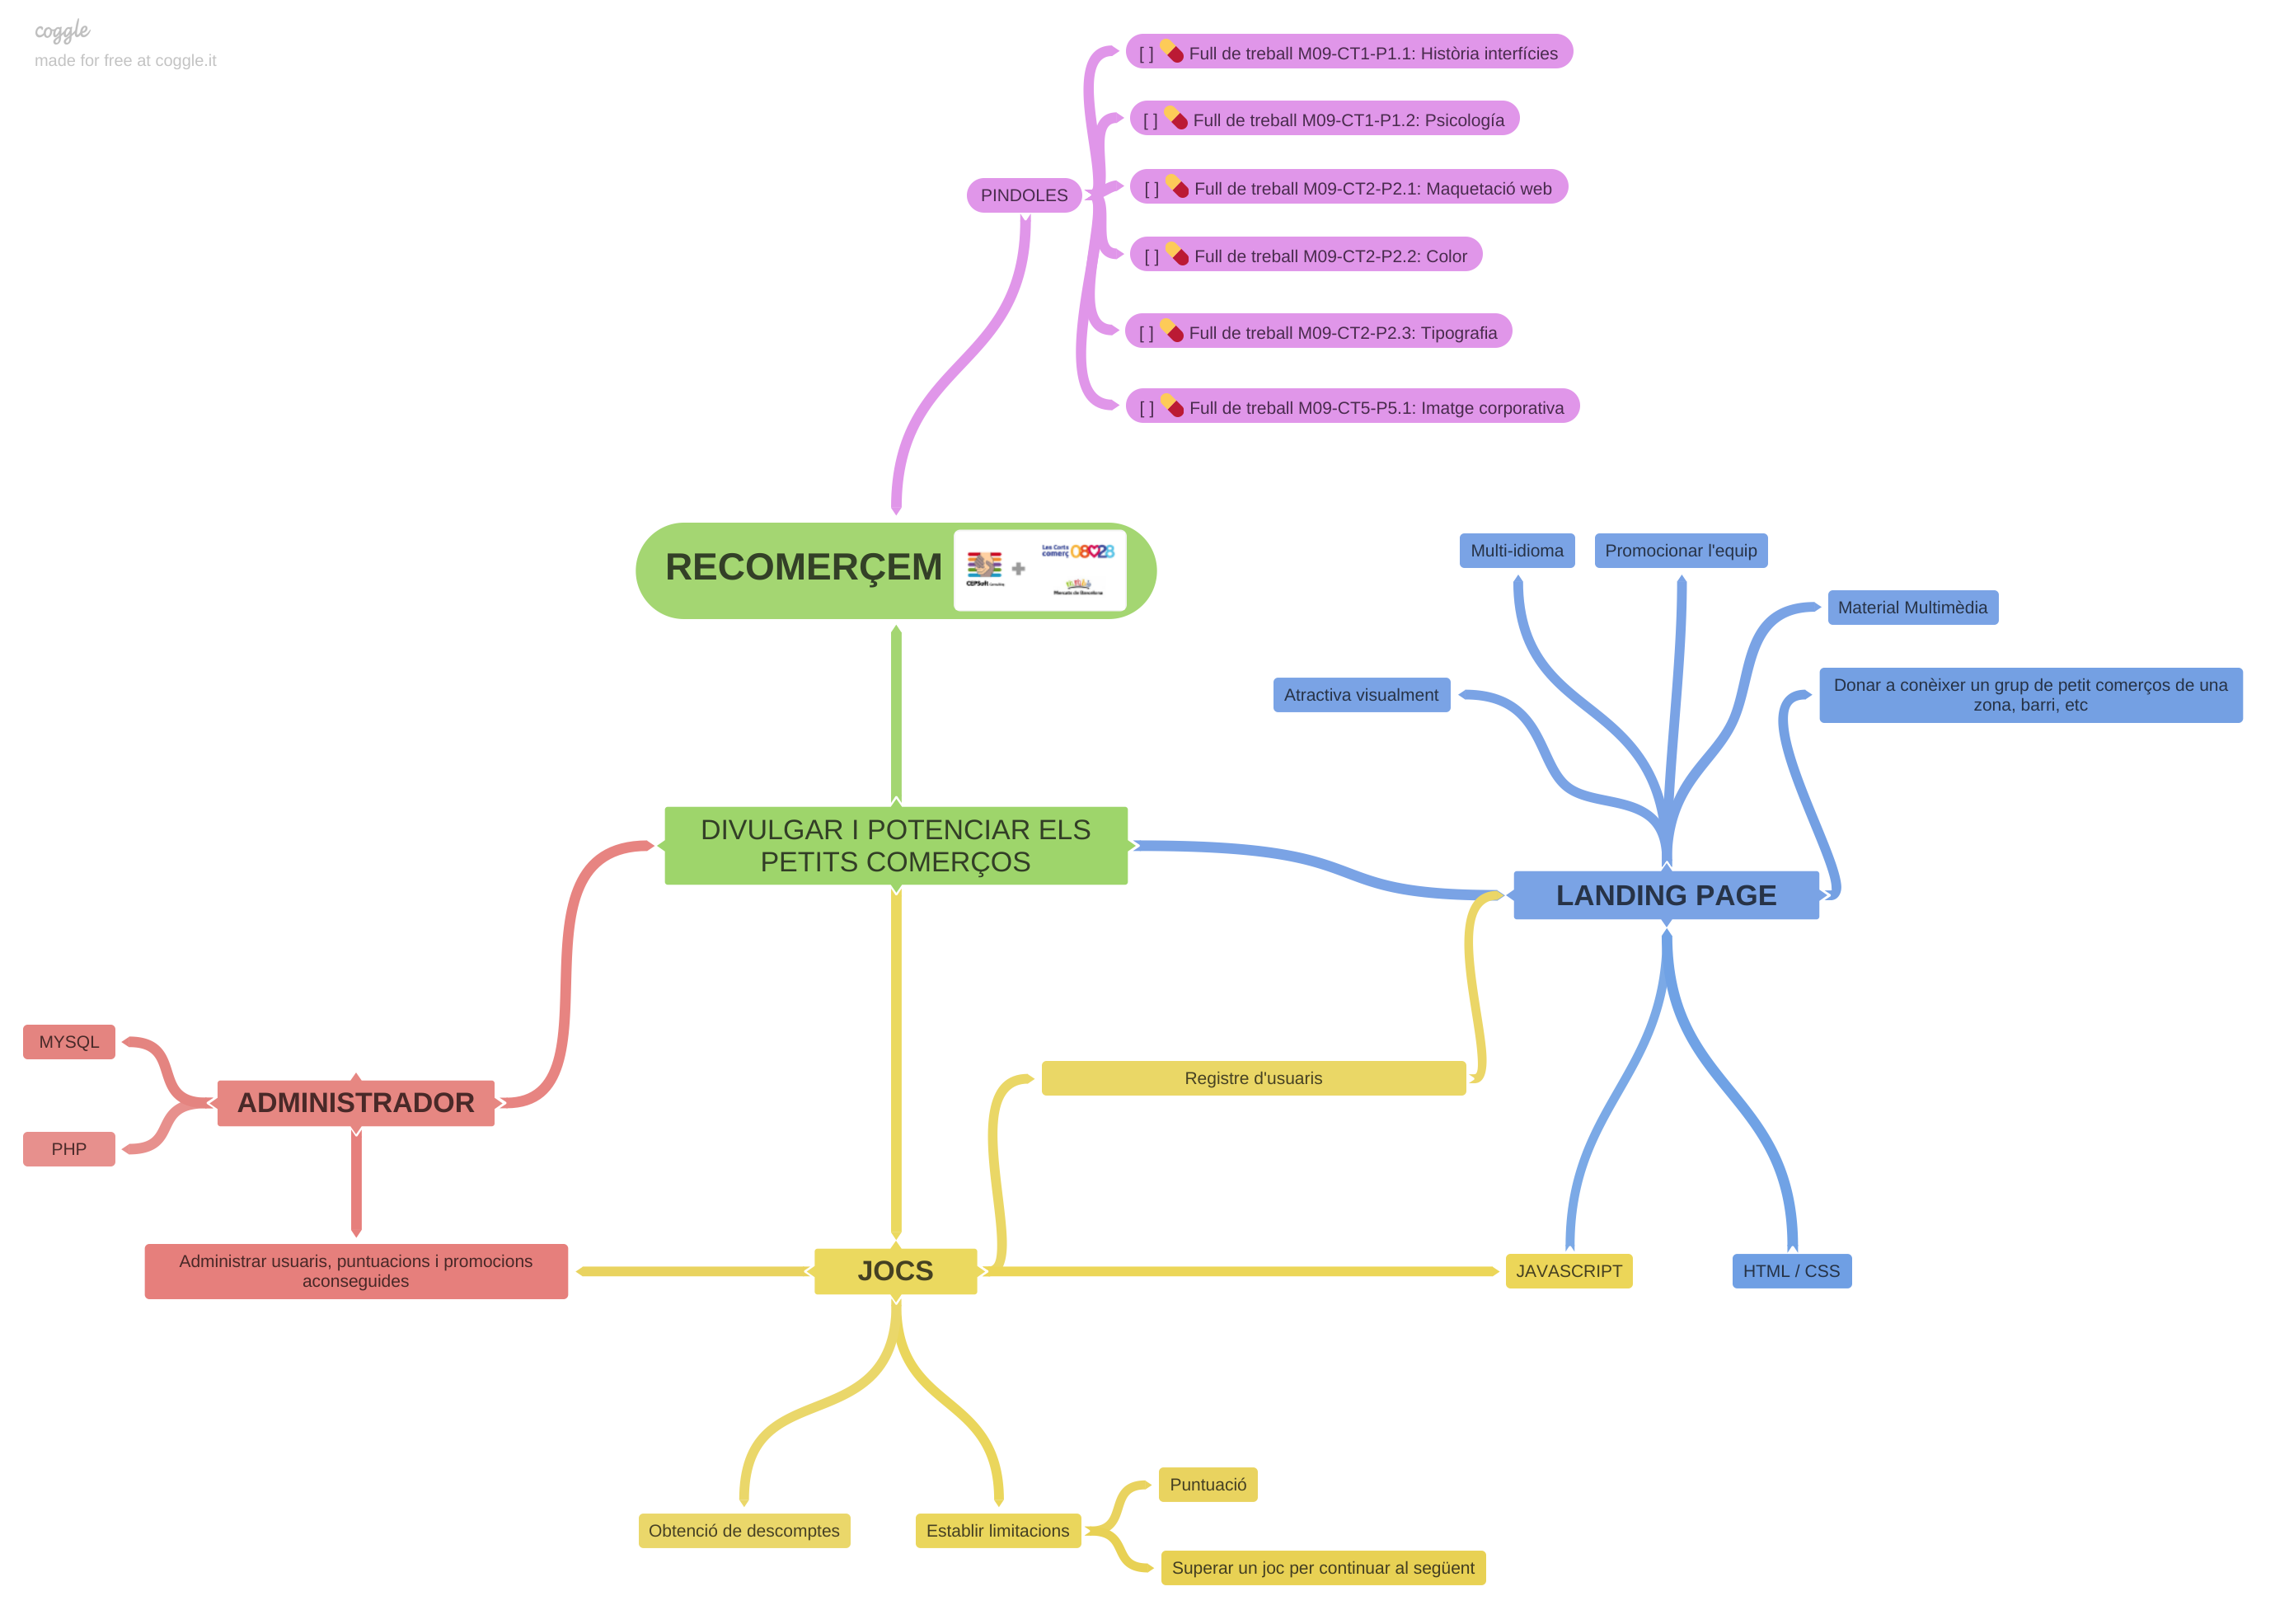 coggle
made for free at coggle.it
[ ] Full de treball M09-CT1-P1.1: Història interfícies
[ ] Full de treball M09-CT1-P1.2: Psicología
[ ] Full de treball M09-CT2-P2.1: Maquetació web
PINDOLES
[ ] Full de treball M09-CT2-P2.2: Color
[ ] Full de treball M09-CT2-P2.3: Tipografia
[ ] Full de treball M09-CT5-P5.1: Imatge corporativa
RECOMERÇEM
Les Corts
comerç 08028
CEPSoft consulting
Mercats de Barcelona
Multi-idioma
Promocionar l'equip
Material Multimèdia
Atractiva visualment
Donar a conèixer un grup de petit comerços de una
zona, barri, etc
DIVULGAR I POTENCIAR ELS
PETITS COMERÇOS
LANDING PAGE
MYSQL
Registre d'usuaris
ADMINISTRADOR
PHP
Administrar usuaris, puntuacions i promocions
aconseguides
JOCS
JAVASCRIPT
HTML / CSS
Puntuació
Obtenció de descomptes
Establir limitacions
Superar un joc per continuar al següent